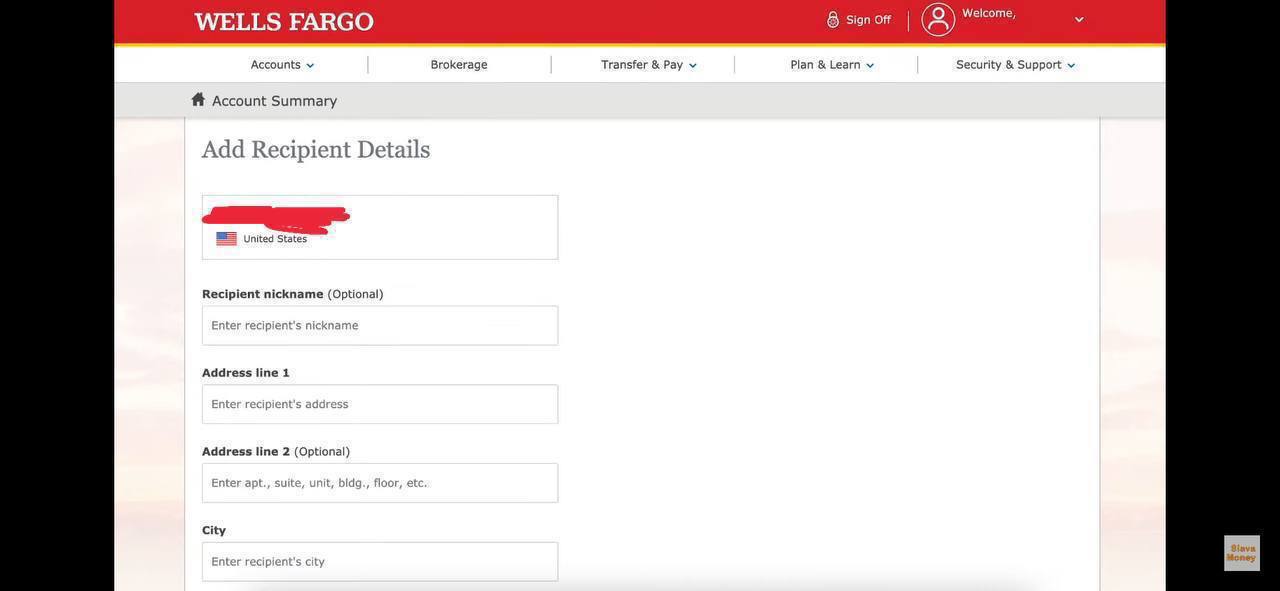 WELLS FARGO
Sign Off
Welcome,
Accounts
Brokerage
Transfer & Pay
Plan & Learn
Security & Support
Account Summary
Add Recipient Details
United States
Recipient nickname (Optional)
Enter recipient's nickname
Address line 1
Enter recipient's address
Address line 2 (Optional)
Enter apt., suite, unit, bldg., floor, etc.
City
Enter recipient's city
Slava
Money